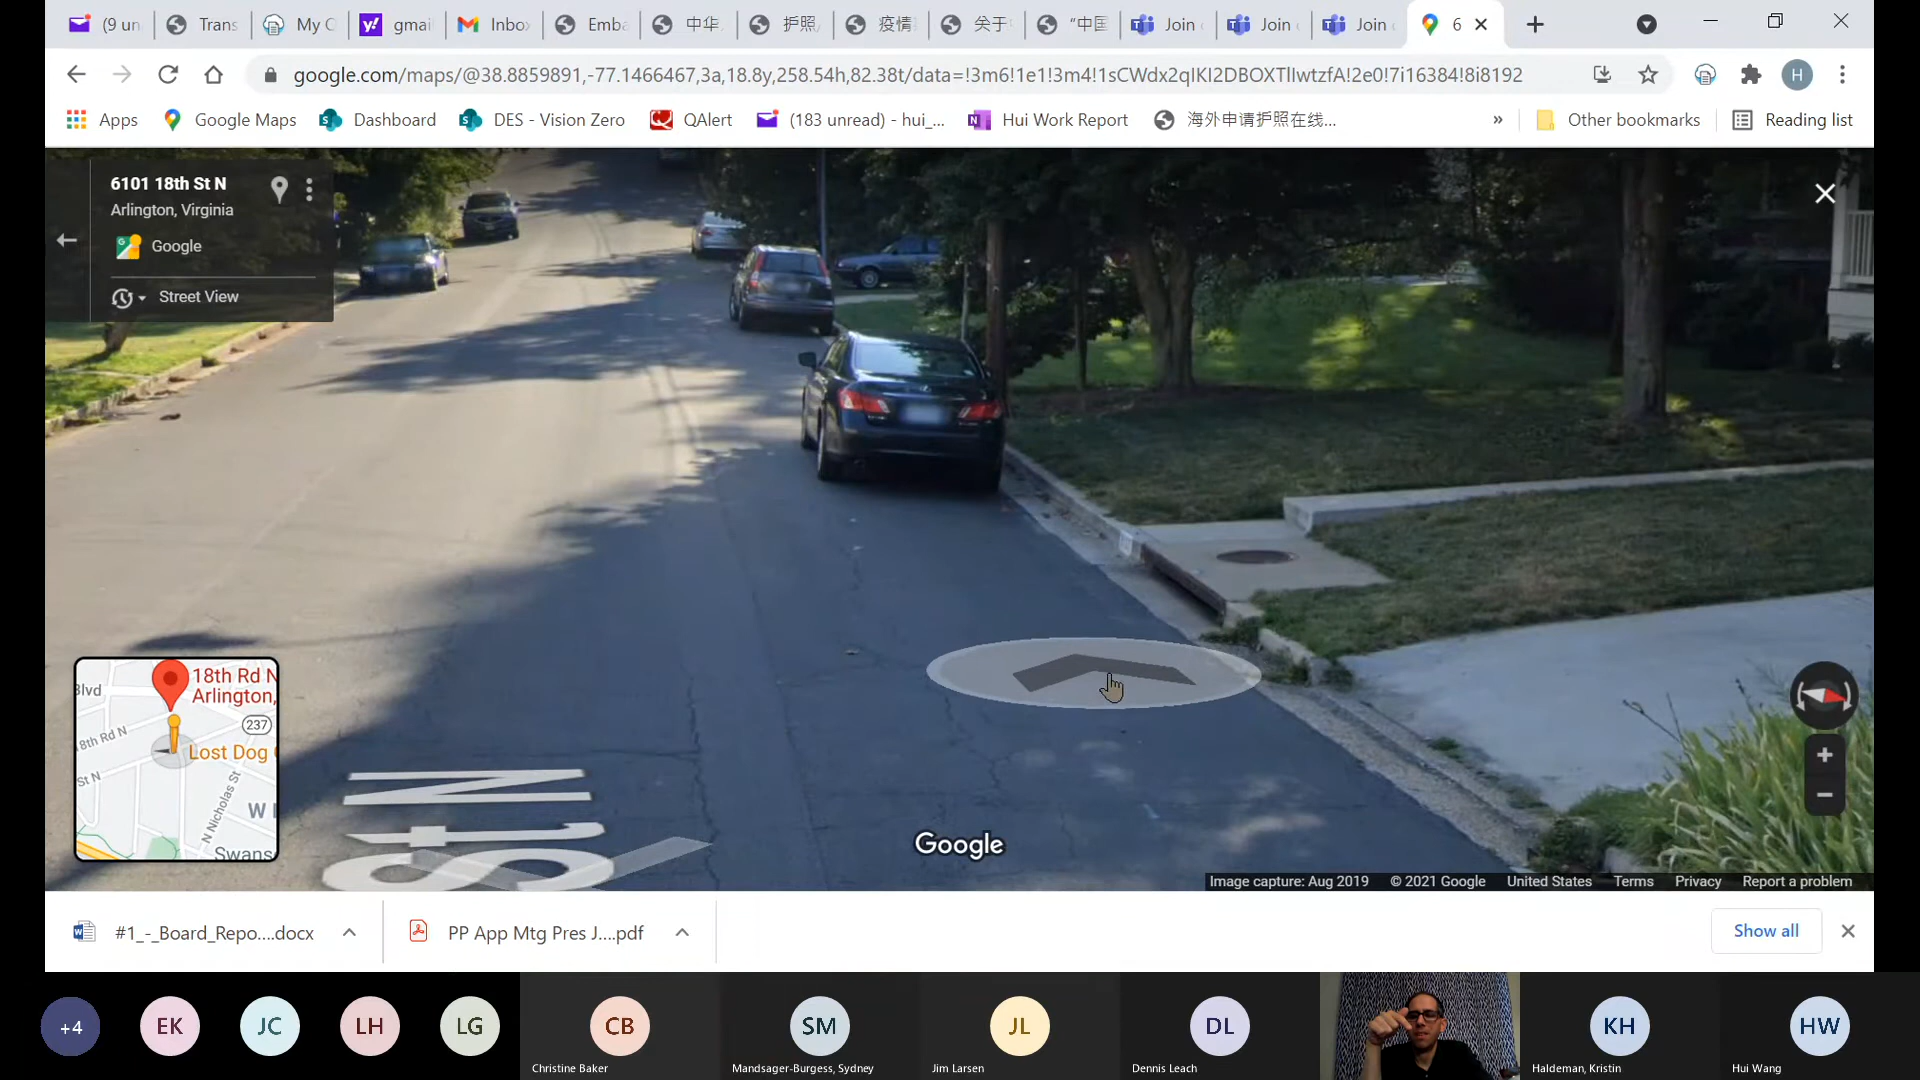 (9 un
Trans
My C
gmai
Inbo
Emba
中华
护照/
疫情
关于
“中国
Join
Join
Join
6
google.com/maps/@38.8859891,-77.1466467,3a,18.8y,258.54h,82.38t/data=!3m6!1e1!3m4!1sCWdx2qIKI2DBOXTlIwtzfA!2e0!7i16384!8i8192
H
Apps
Google Maps
Dashboard
DES - Vision Zero
QAlert
(183 unread) - hui_...
Hui Work Report
海外申请护照在线...
»
Other bookmarks
Reading list
6101 18th St N
Arlington, Virginia
Google
Street View
18th Rd N
Arlington,
Blvd
237
18th Rd N
Lost Dog
St N
N Nicholas St
W
Swans
St N
Google
Image capture: Aug 2019
© 2021 Google
United States
Terms
Privacy
Report a problem
#1_-_Board_Repo....docx
PP App Mtg Pres J....pdf
Show all
+4
EK
JC
LH
LG
CB
SM
JL
DL
KH
HW
Christine Baker
Mandsager-Burgess, Sydney
Jim Larsen
Dennis Leach
Haldeman, Kristin
Hui Wang